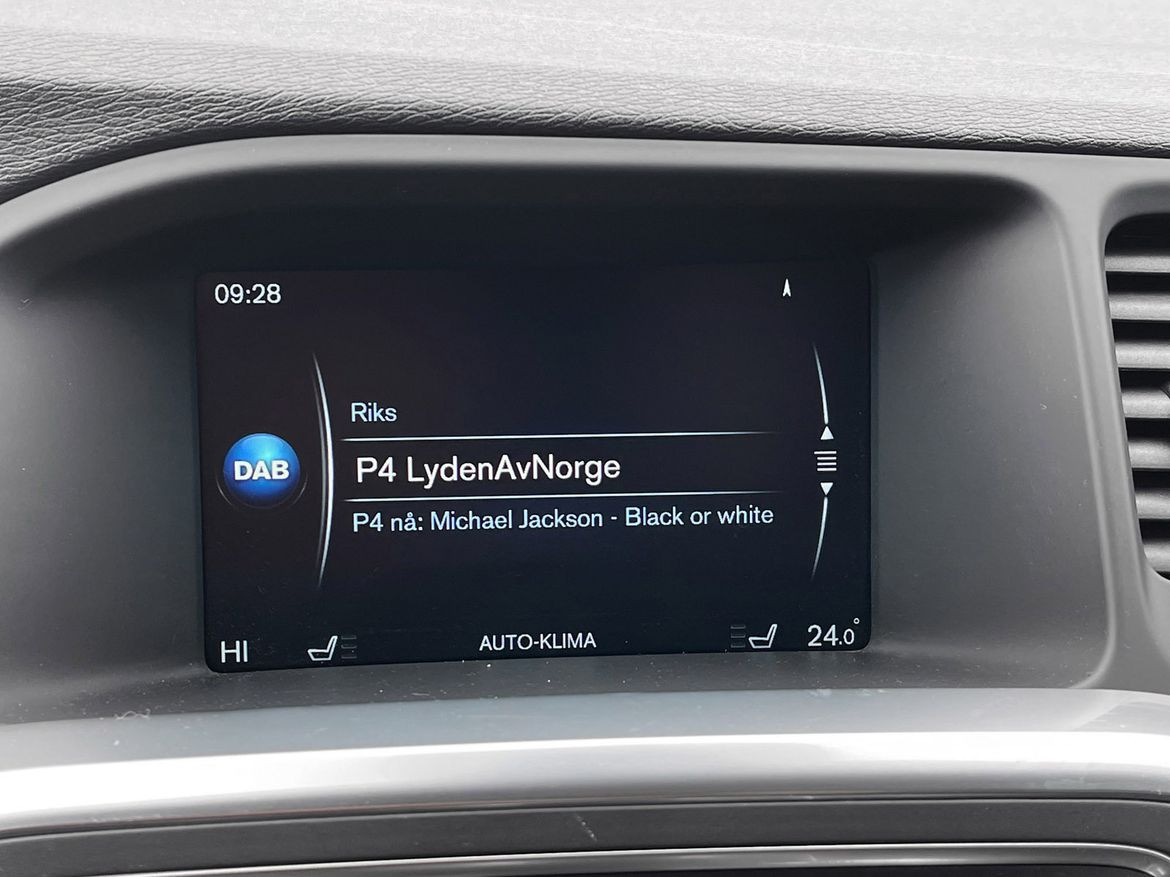 09:28
Riks
DAB
P4 LydenAvNorge
P4 nå: Michael Jackson - Black or white
HI
AUTO-KLIMA
24.0°